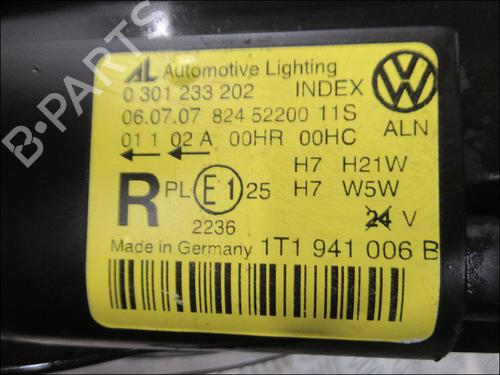 B-PARTS
AL Automotive Lighting
0 301 233 202 INDEX
06.07.07 824 52200 11S
ALN
01 1 02 A 00HR 00HC
H7 H21W
R PL E1 25 H7 W5W
2236 24 V
Made in Germany 1T1 941 006 B